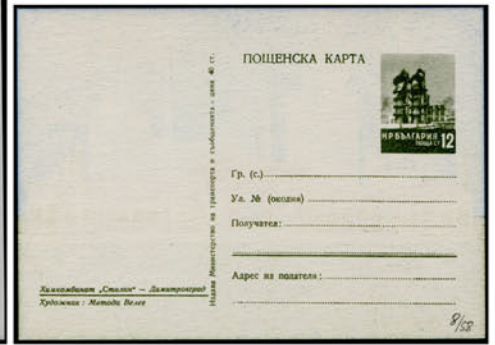 ПОЩЕНСКА КАРТА
НР БЪЛГАРИЯ
ПОЩА СТ 12
Гр. (с.)
Ул. № (околия)
Получател:
Адрес на подателя:
Издава Министерство на транспорта и съобщенията - цена 40 ст.
Химкомбинат „Сталин“ — Димитровград
Художник: Методи Велев
8/58